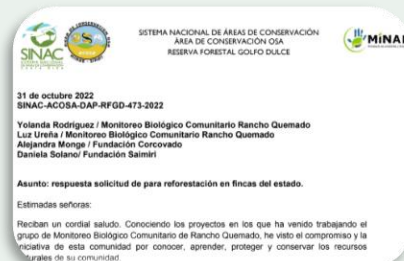 SISTEMA NACIONAL DE ÁREAS DE CONSERVACIÓN
ÁREA DE CONSERVACIÓN OSA
RESERVA FORESTAL GOLFO DULCE
SINAC
MiNAE
31 de octubre 2022
SINAC-ACOSA-DAP-RFGD-473-2022
Yolanda Rodríguez / Monitoreo Biológico Comunitario Rancho Quemado
Luz Ureña / Monitoreo Biológico Comunitario Rancho Quemado
Alejandra Monge / Fundación Corcovado
Daniela Solano/ Fundación Saimiri
Asunto: respuesta solicitud de para reforestación en fincas del estado.
Estimadas señoras:
Reciban un cordial saludo. Conociendo los proyectos en los que ha venido trabajando el
grupo de Monitoreo Biológico Comunitario de Rancho Quemado, he visto el compromiso y la
iniciativa de esta comunidad por conocer, aprender, proteger y conservar los recursos
naturales de su comunidad.